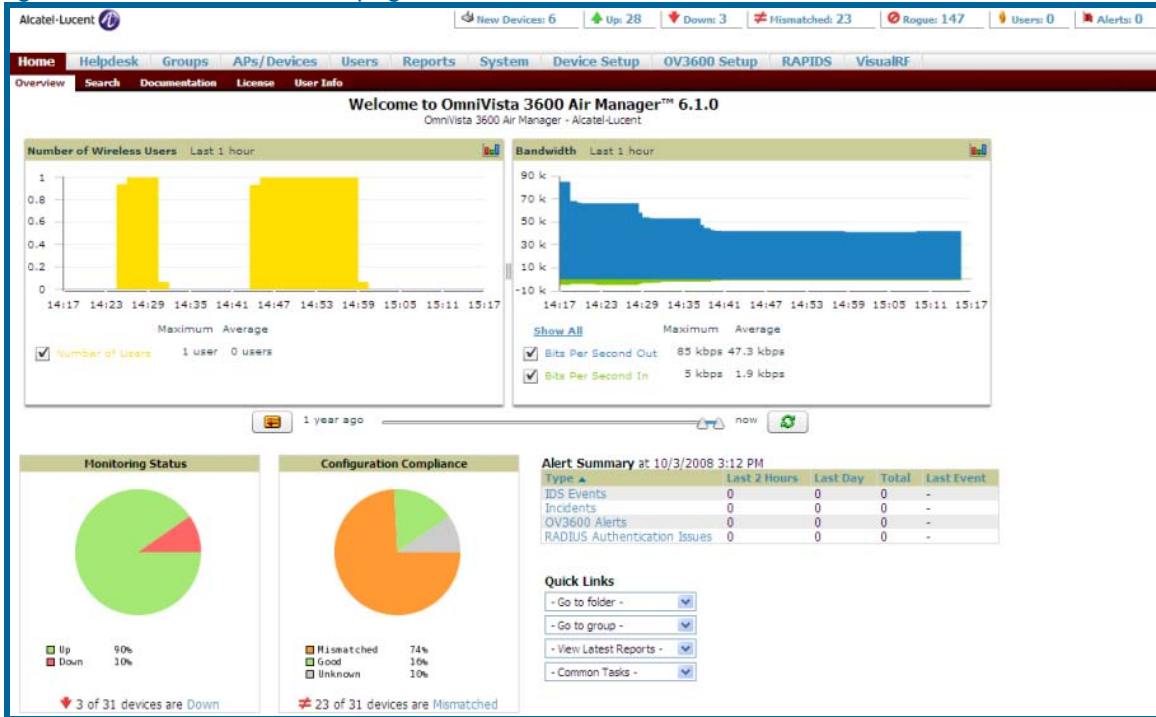 Alcatel-Lucent
New Devices: 6 Up: 28 Down: 3 Mismatched: 23 Rogue: 147 Users: 0 Alerts: 0
Home Helpdesk Groups APs/Devices Users Reports System Device Setup OV3600 Setup RAPIDS VisualRF
Overview Search Documentation License User Info
Welcome to OmniVista 3600 Air Manager™ 6.1.0
OmniVista 3600 Air Manager - Alcatel-Lucent
Number of Wireless Users Last 1 hour
1
0.8
0.6
0.4
0.2
0
14:17 14:23 14:29 14:35 14:41 14:47 14:53 14:59 15:05 15:11 15:17
Maximum Average
Number of Users 1 user 0 users
Bandwidth Last 1 hour
90 k
70 k
50 k
30 k
10 k
-10 k
14:17 14:23 14:29 14:35 14:41 14:47 14:53 14:59 15:05 15:11 15:17
Show All Maximum Average
Bits Per Second Out 85 kbps 47.3 kbps
Bits Per Second In 5 kbps 1.9 kbps
1 year ago now
Monitoring Status
Up 90%
Down 10%
3 of 31 devices are Down
Configuration Compliance
Mismatched 74%
Good 16%
Unknown 10%
23 of 31 devices are Mismatched
Alert Summary at 10/3/2008 3:12 PM
Type Last 2 Hours Last Day Total Last Event
IDS Events 0 0 0 -
Incidents 0 0 0 -
OV3600 Alerts 0 0 0 -
RADIUS Authentication Issues 0 0 0 -
Quick Links
- Go to folder -
- Go to group -
- View Latest Reports -
- Common Tasks -